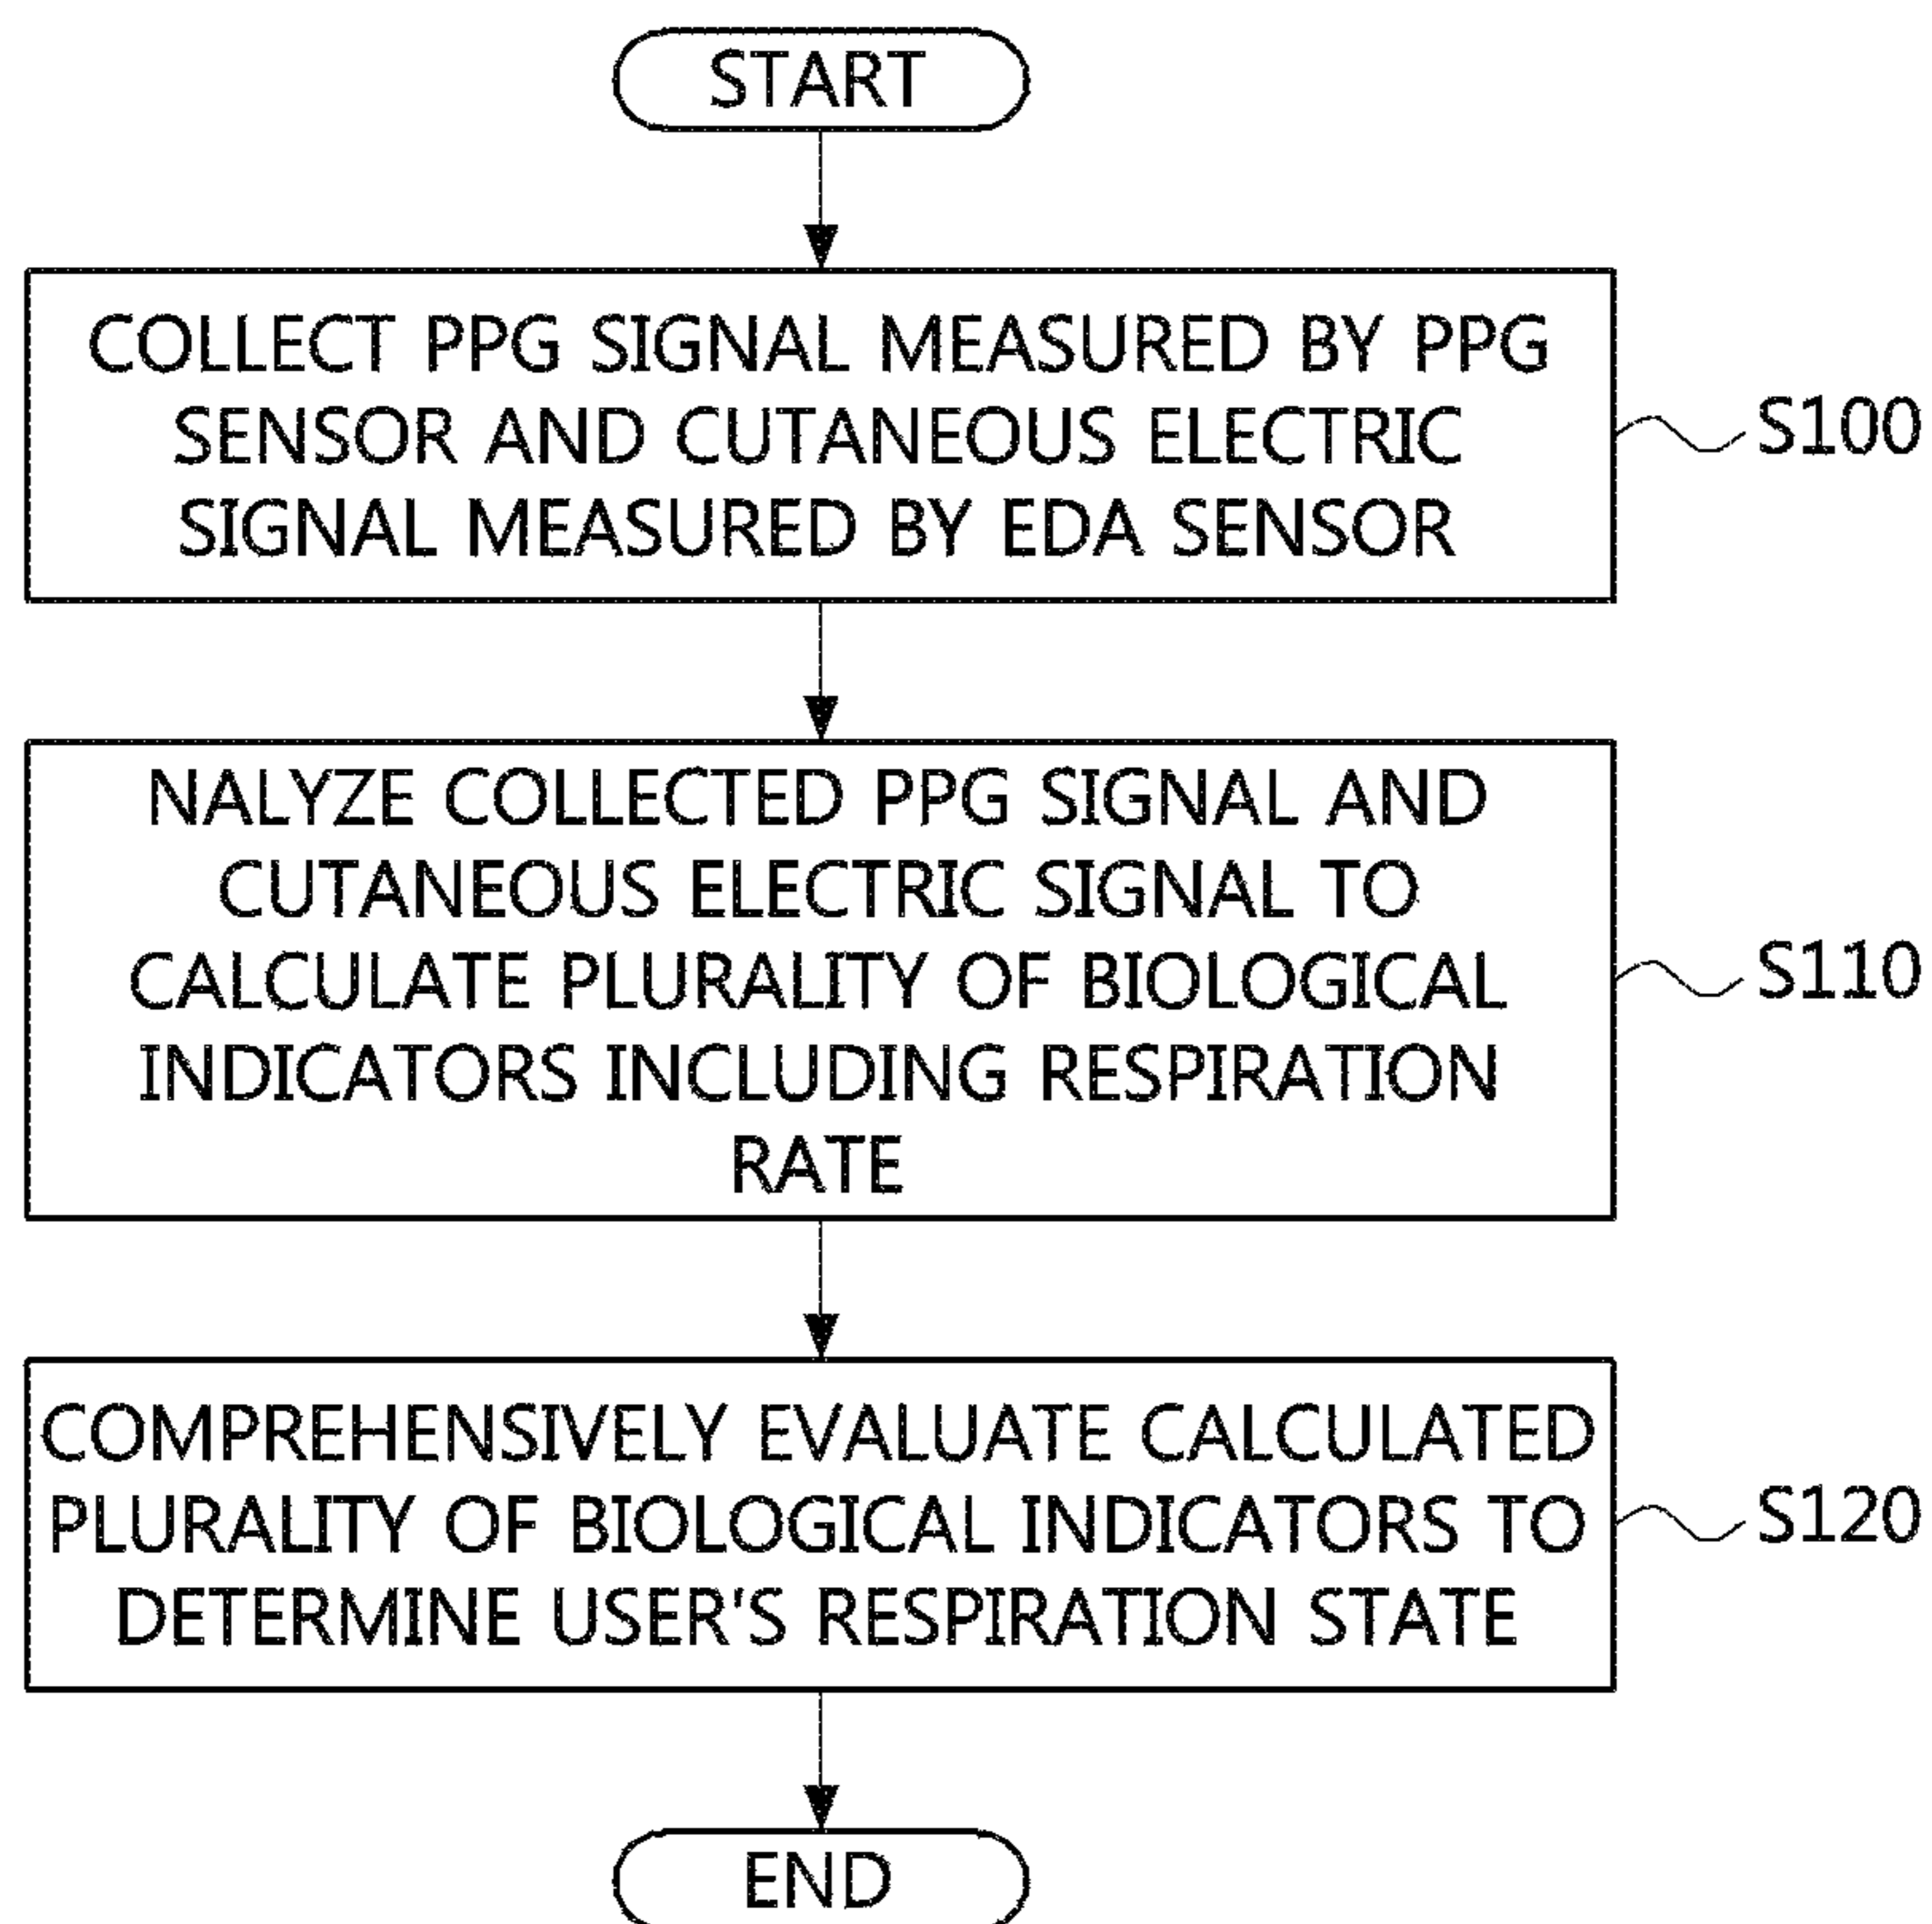 START
COLLECT PPG SIGNAL MEASURED BY PPG
SENSOR AND CUTANEOUS ELECTRIC
SIGNAL MEASURED BY EDA SENSOR
S100
NALYZE COLLECTED PPG SIGNAL AND
CUTANEOUS ELECTRIC SIGNAL TO
CALCULATE PLURALITY OF BIOLOGICAL
INDICATORS INCLUDING RESPIRATION
RATE
S110
COMPREHENSIVELY EVALUATE CALCULATED
PLURALITY OF BIOLOGICAL INDICATORS TO
DETERMINE USER'S RESPIRATION STATE
S120
END